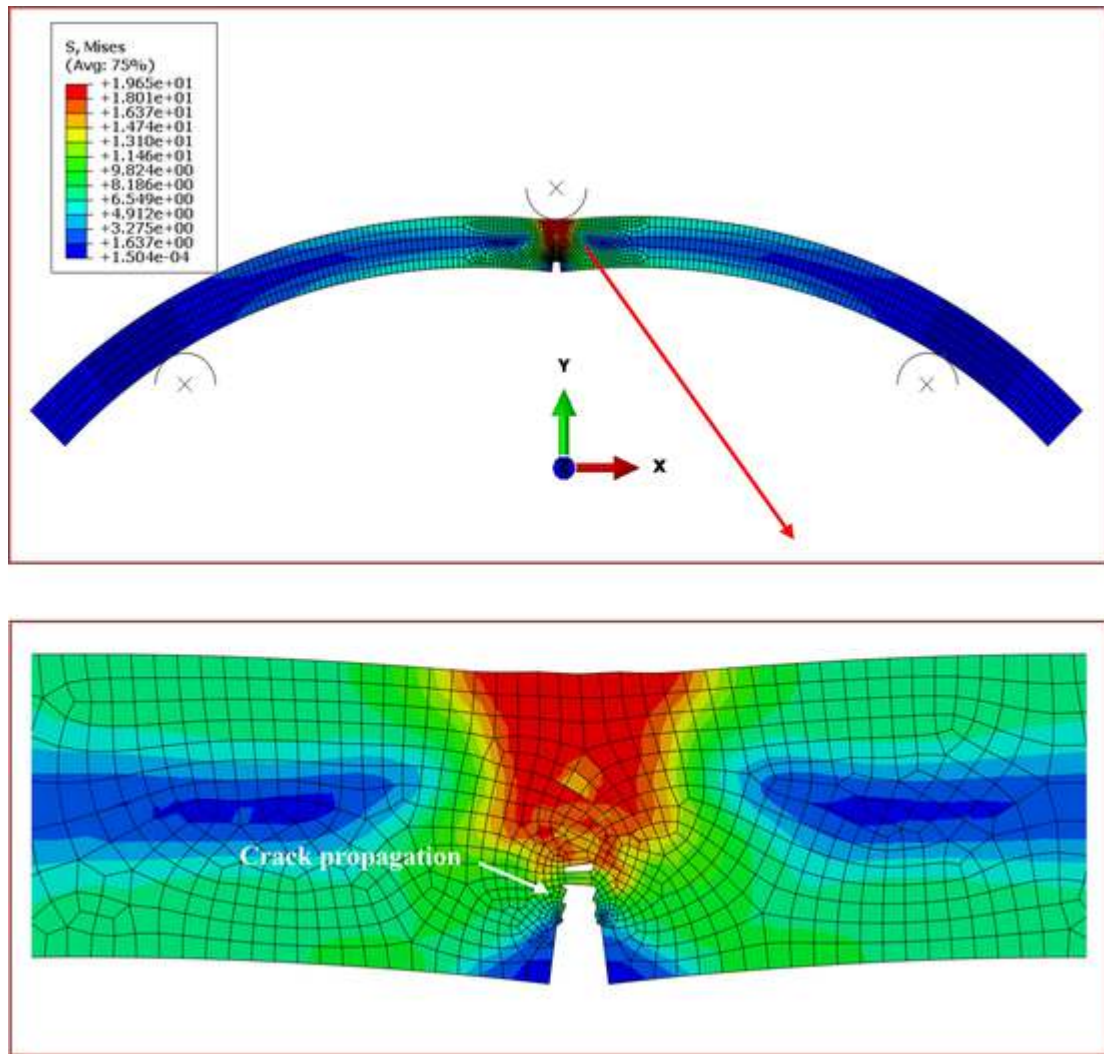 S, Mises
(Avg: 75%)
+1.965e+01
+1.801e+01
+1.637e+01
+1.474e+01
+1.310e+01
+1.146e+01
+9.824e+00
+8.186e+00
+6.549e+00
+4.912e+00
+3.275e+00
+1.637e+00
+1.504e-04
Y
X
Crack propagation